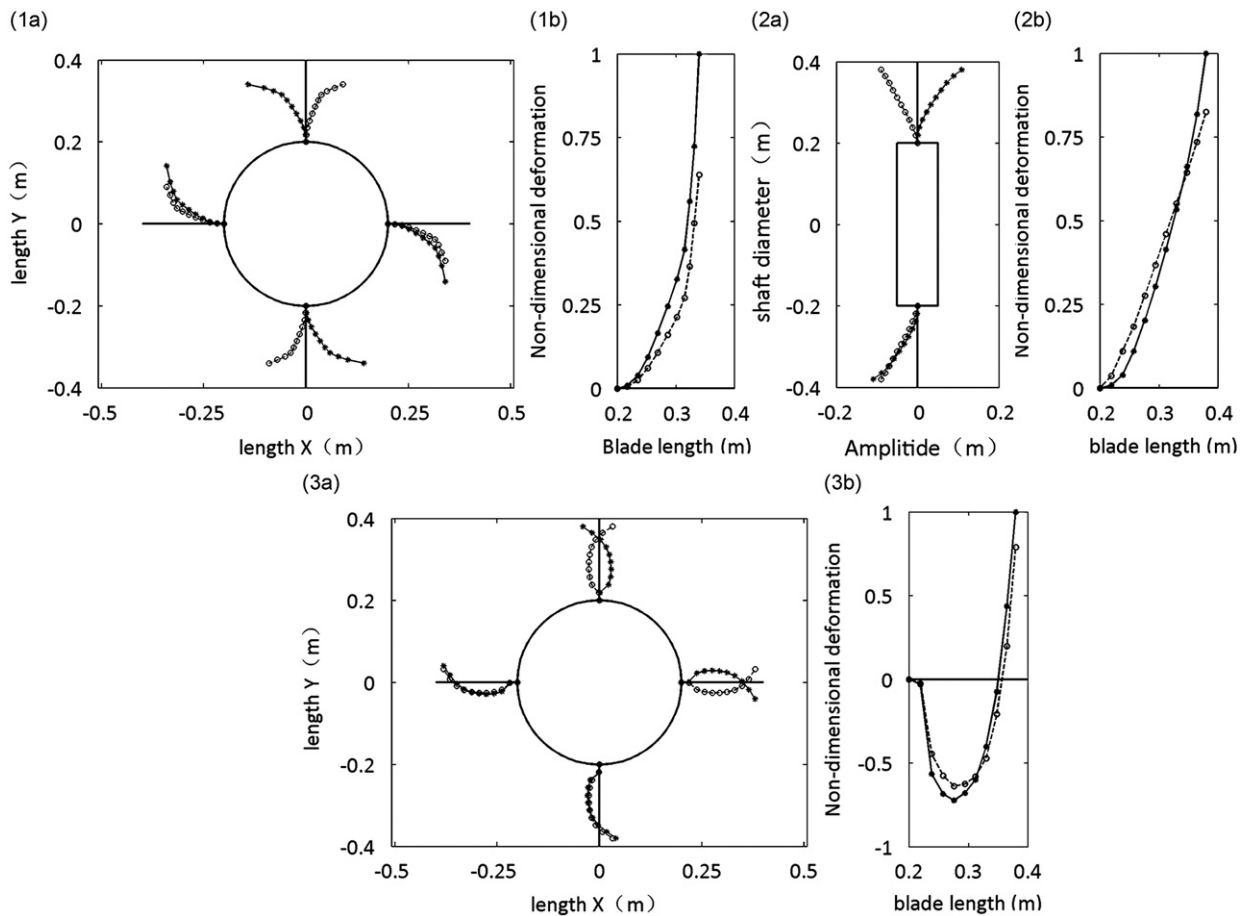 (1a)
(1b)
(2a)
(2b)
0.4
0.2
0
-0.2
-0.4
-0.5
-0.25
0
0.25
0.5
length Y（m）
length X（m）
1
0.75
0.5
0.25
0
0.2
0.3
0.4
Non-dimensional deformation
Blade length (m)
0.4
0.2
0
-0.2
-0.4
-0.2
0
0.2
shaft diameter（m）
Amplitide（m）
1
0.75
0.5
0.25
0
0.2
0.3
0.4
Non-dimensional deformation
blade length (m)
(3a)
(3b)
0.4
0.2
0
-0.2
-0.4
-0.5
-0.25
0
0.25
0.5
length Y（m）
length X（m）
1
0.5
0
-0.5
-1
0.2
0.3
0.4
Non-dimensional deformation
blade length (m)